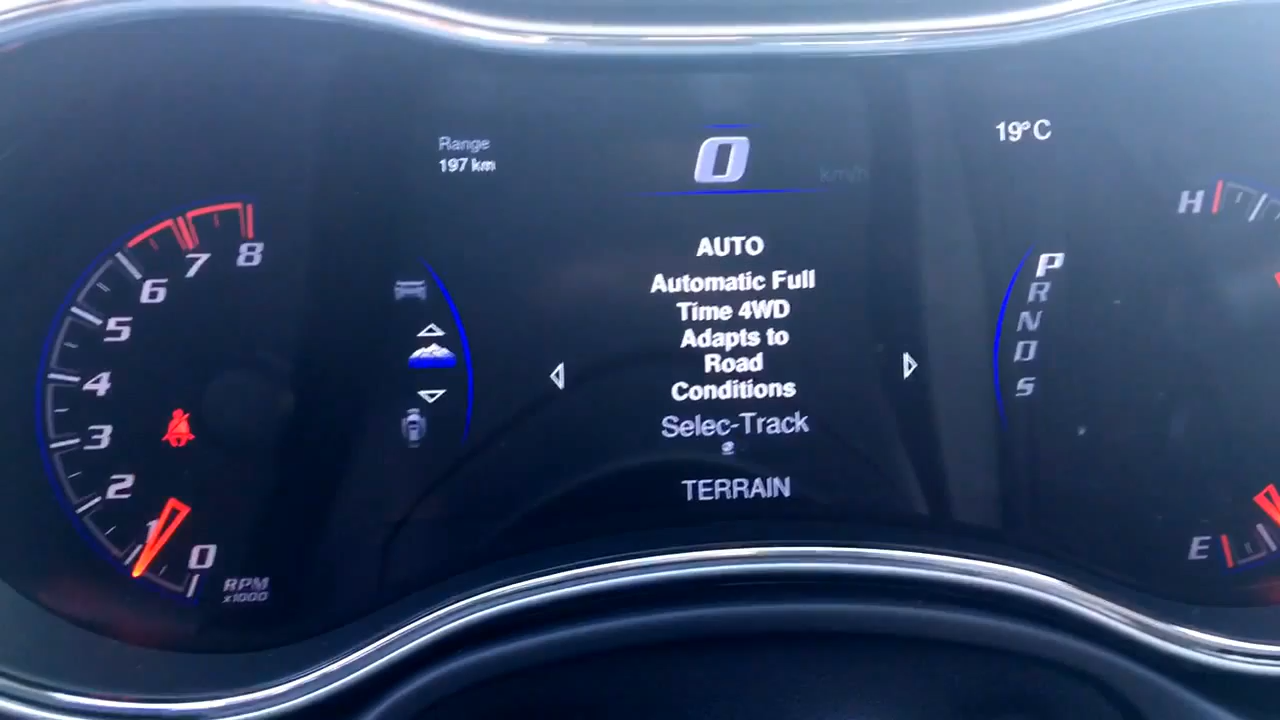 Range
197 km
0
km/h
19°C
AUTO
Automatic Full
Time 4WD
Adapts to
Road
Conditions
Selec-Track
TERRAIN
8
7
6
5
4
3
2
1
0
RPM
x1000
P
R
N
D
S
H
E